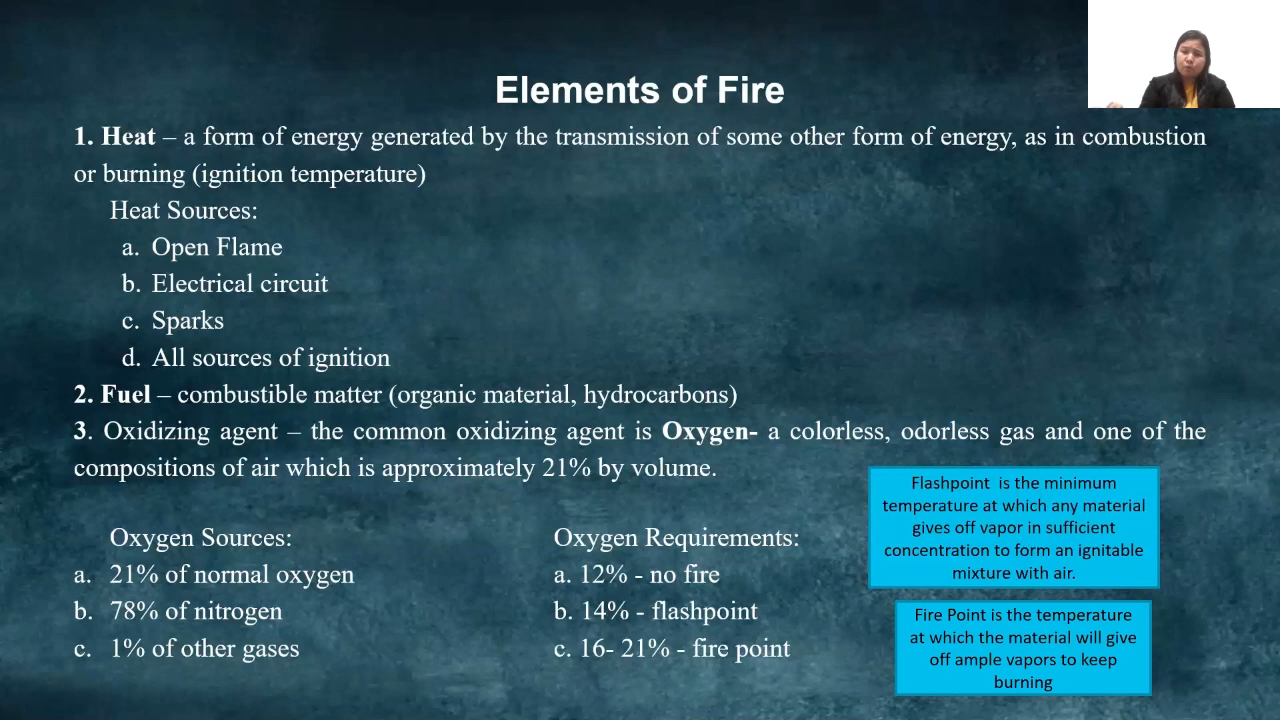 Elements of Fire
1. Heat – a form of energy generated by the transmission of some other form of energy, as in combustion
or burning (ignition temperature)
Heat Sources:
a. Open Flame
b. Electrical circuit
c. Sparks
d. All sources of ignition
2. Fuel – combustible matter (organic material, hydrocarbons)
3. Oxidizing agent – the common oxidizing agent is Oxygen- a colorless, odorless gas and one of the
compositions of air which is approximately 21% by volume.
Oxygen Sources:
a. 21% of normal oxygen
b. 78% of nitrogen
c. 1% of other gases
Oxygen Requirements:
a. 12% - no fire
b. 14% - flashpoint
c. 16- 21% - fire point
Flashpoint is the minimum
temperature at which any material
gives off vapor in sufficient
concentration to form an ignitable
mixture with air.
Fire Point is the temperature
at which the material will give
off ample vapors to keep
burning